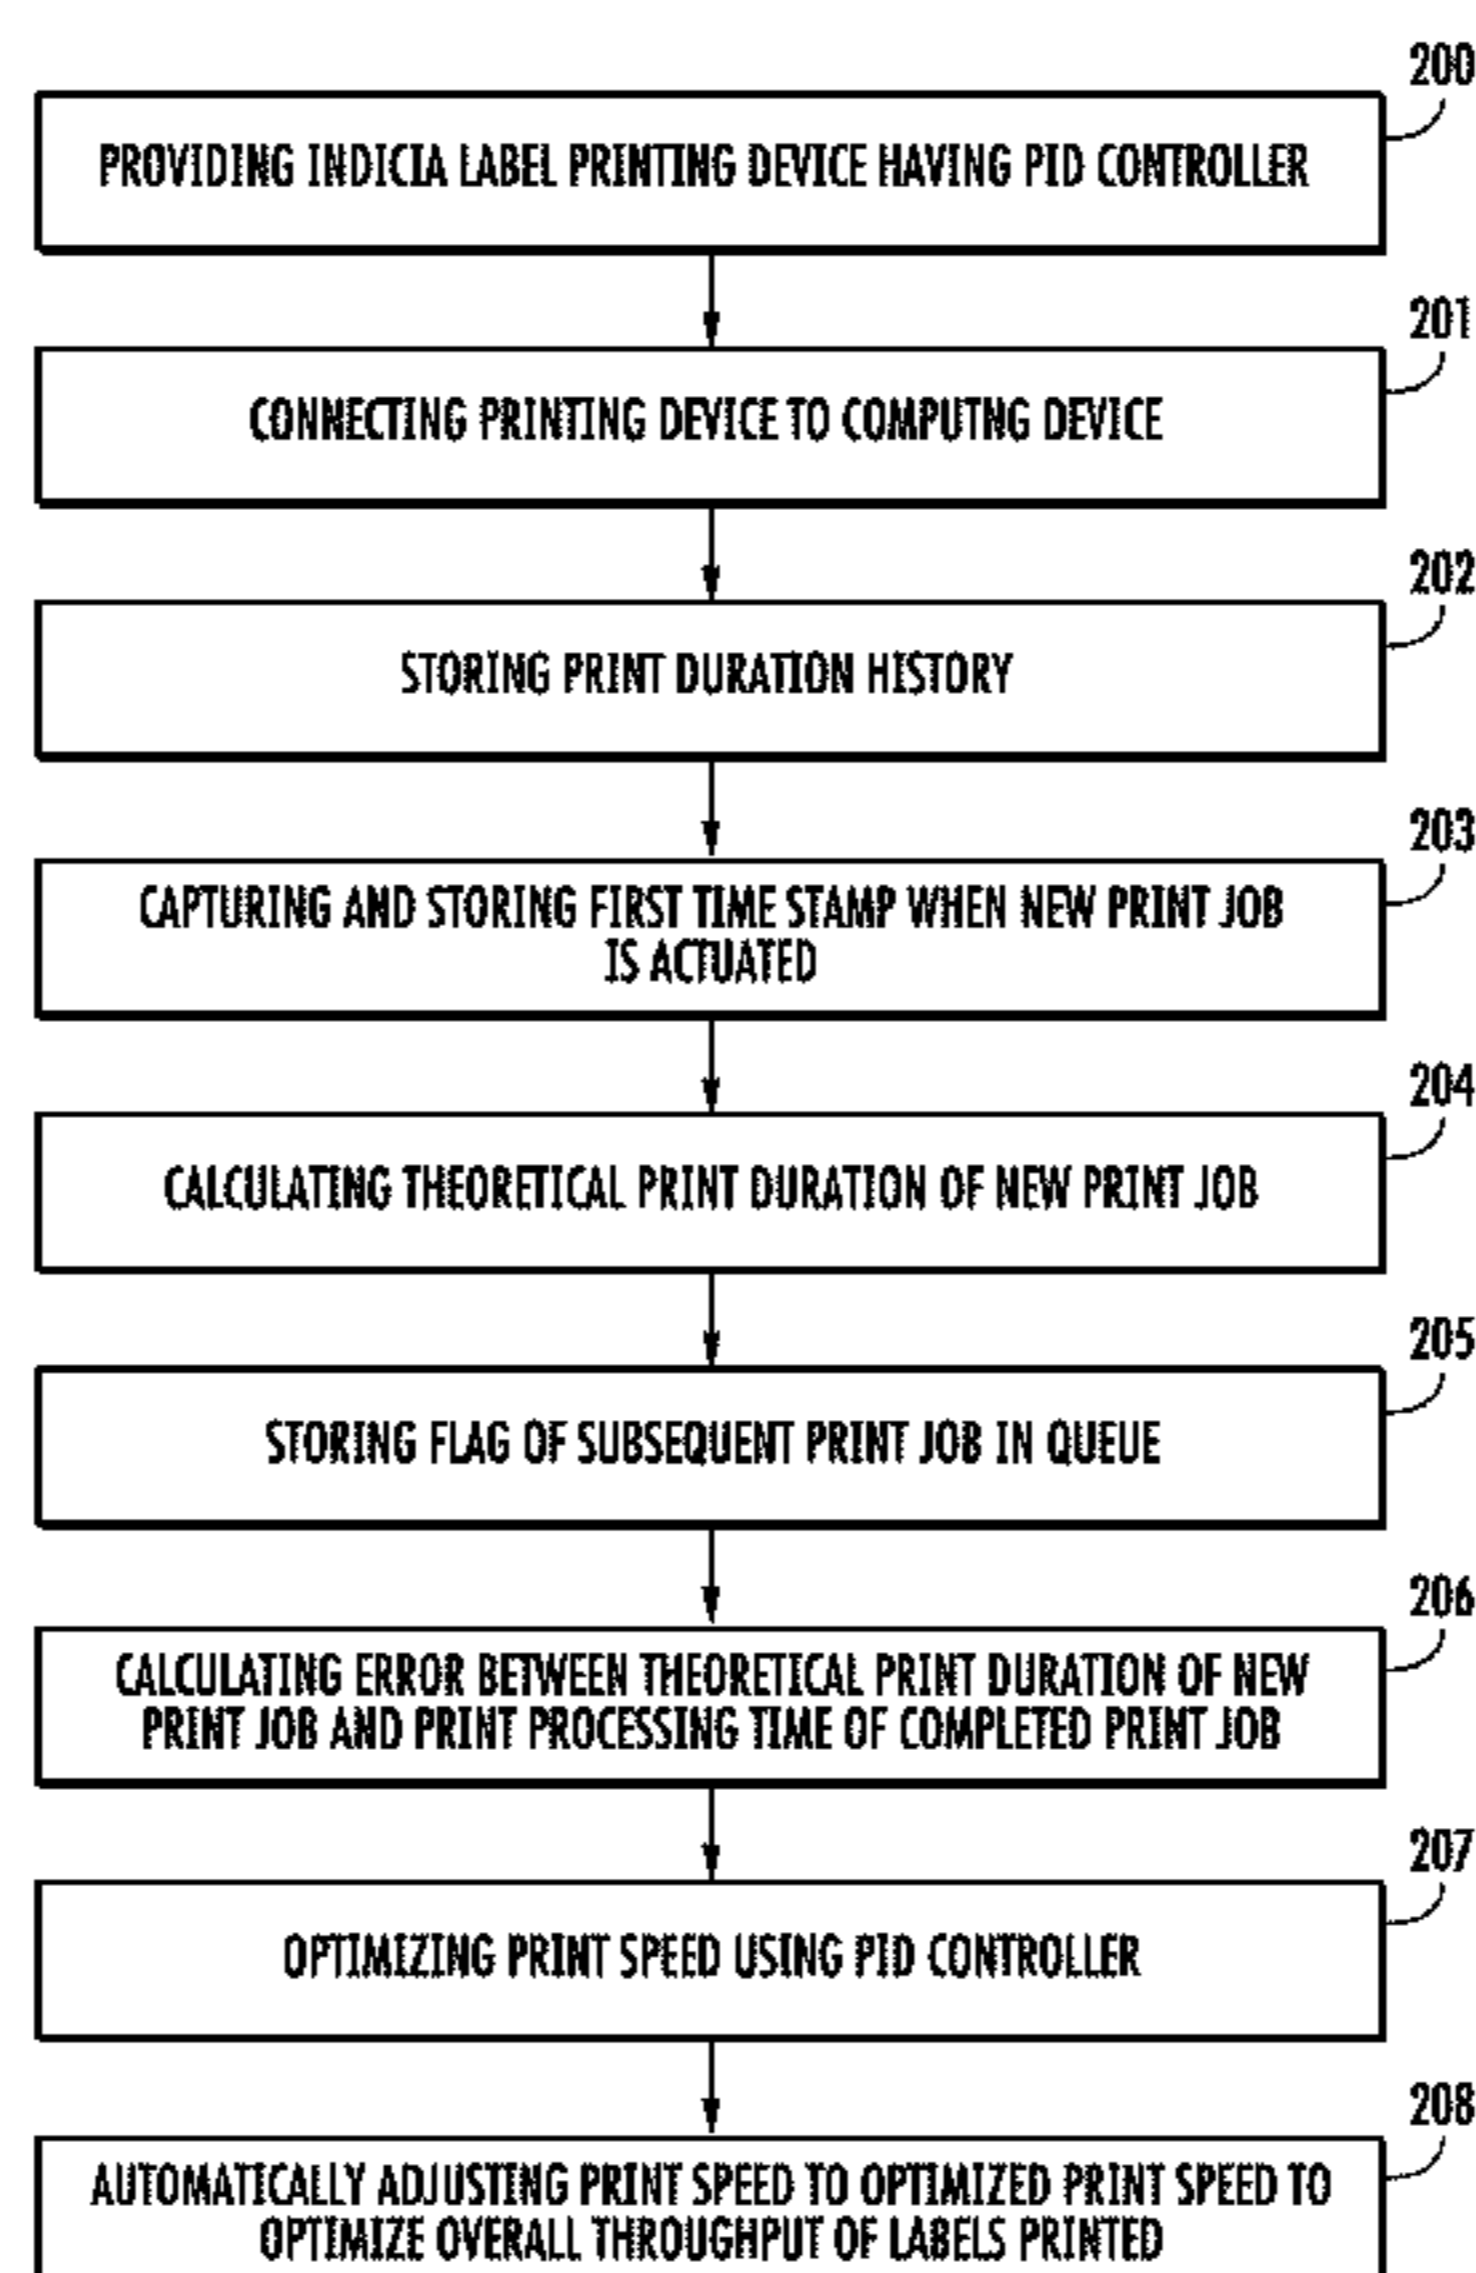 200
PROVIDING INDICIA LABEL PRINTING DEVICE HAVING PID CONTROLLER
201
CONNECTING PRINTING DEVICE TO COMPUTNG DEVICE
202
STORING PRINT DURATION HISTORY
203
CAPTURING AND STORING FIRST TIME STAMP WHEN NEW PRINT JOB
IS ACTUATED
204
CALCULATING THEORETICAL PRINT DURATION OF NEW PRINT JOB
205
STORING FLAG OF SUBSEQUENT PRINT JOB IN QUEUE
206
CALCULATING ERROR BETWEEN THEORETICAL PRINT DURATION OF NEW
PRINT JOB AND PRINT PROCESSING TIME OF COMPLETED PRINT JOB
207
OPTIMIZING PRINT SPEED USING PID CONTROLLER
208
AUTOMATICALLY ADJUSTING PRINT SPEED TO OPTIMIZED PRINT SPEED TO
OPTIMIZE OVERALL THROUGHPUT OF LABELS PRINTED